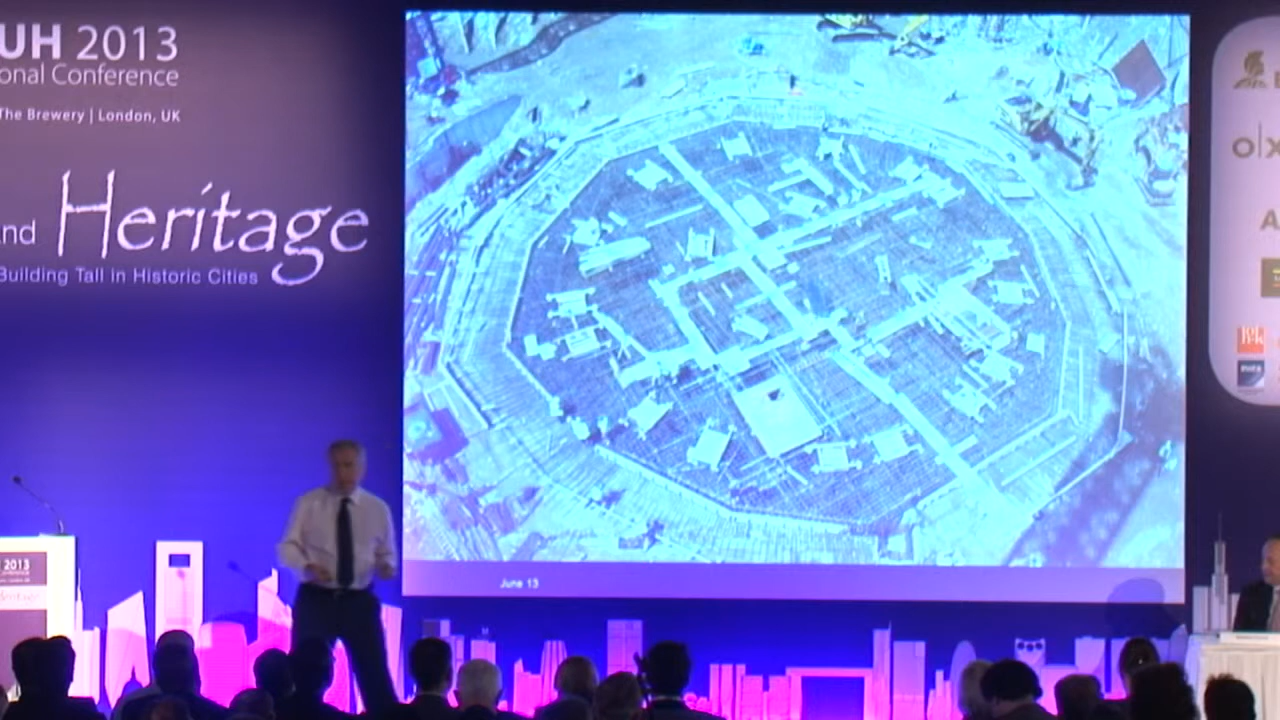 UH 2013
onal Conference
The Brewery | London, UK
nd Heritage
Building Tall in Historic Cities
June 13
2013